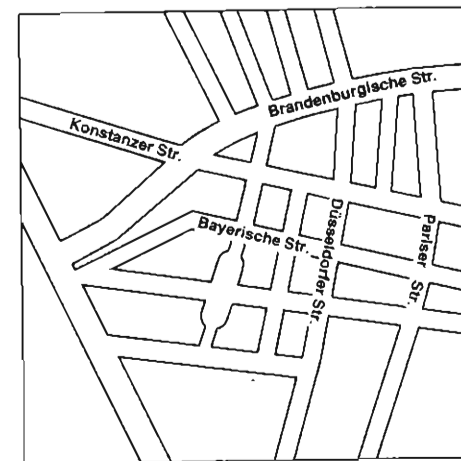 Brandenburgische Str.
Konstanzer Str.
Bayerische Str.
Düsseldorfer Str.
Pariser Str.